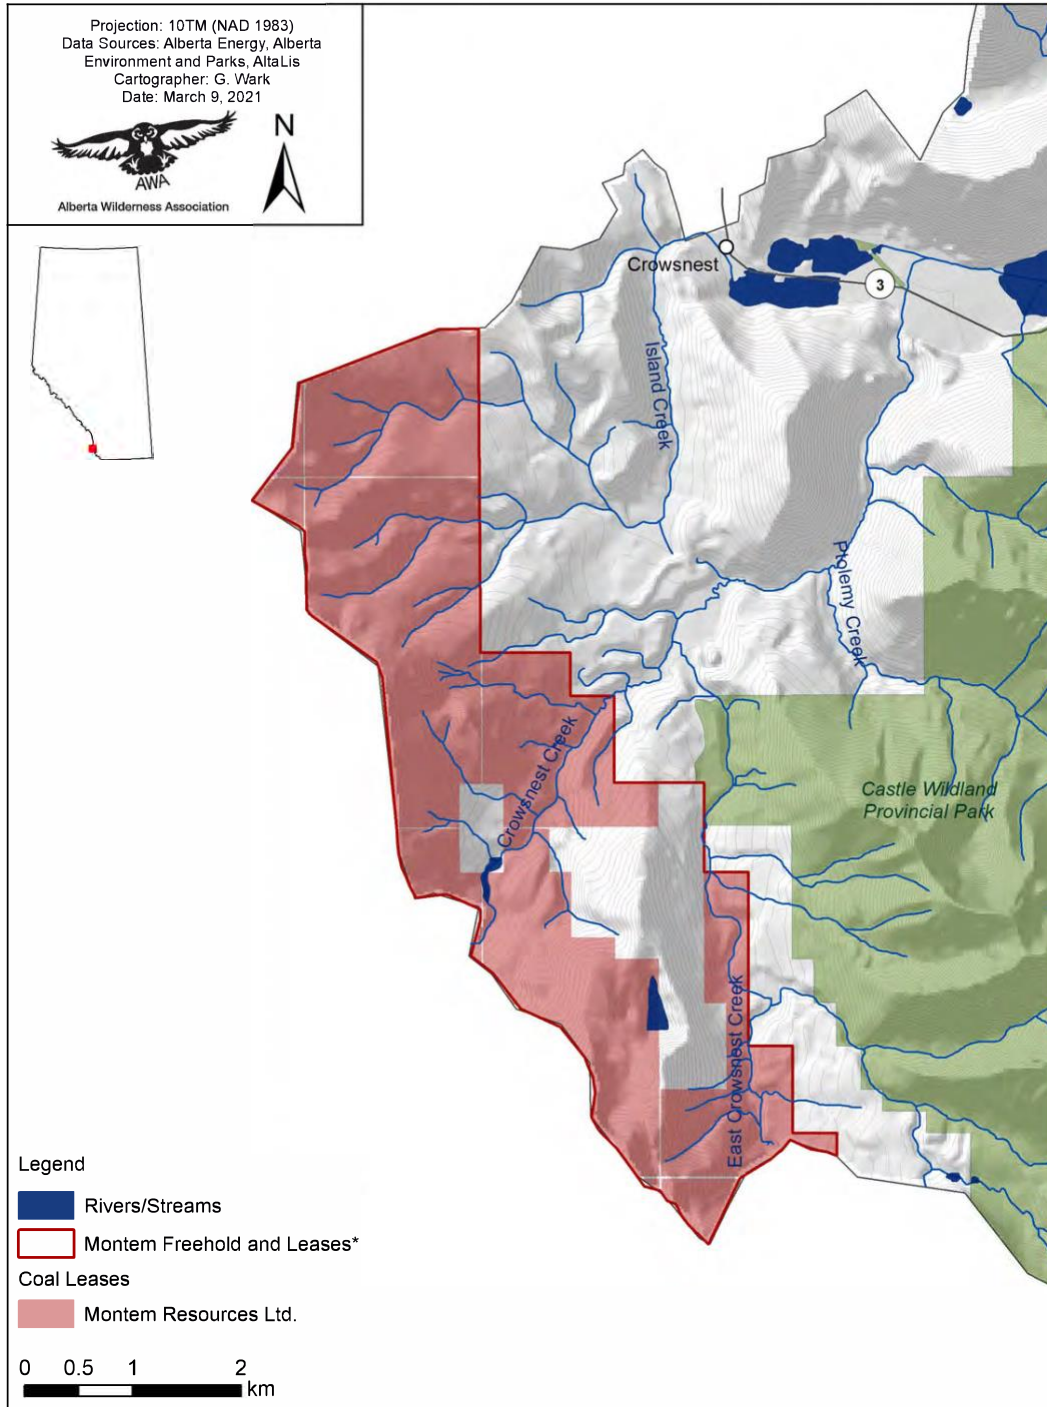 Projection: 10TM (NAD 1983)
Data Sources: Alberta Energy, Alberta
Environment and Parks, AltaLis
Cartographer: G. Wark
Date: March 9, 2021
N
AWA
Alberta Wilderness Association
Crowsnest
3
Island Creek
Ptolemy Creek
Crowsnest Creek
Castle Wildland
Provincial Park
East Crowsnest Creek
Legend
Rivers/Streams
Montem Freehold and Leases*
Coal Leases
Montem Resources Ltd.
0 0.5 1 2
km